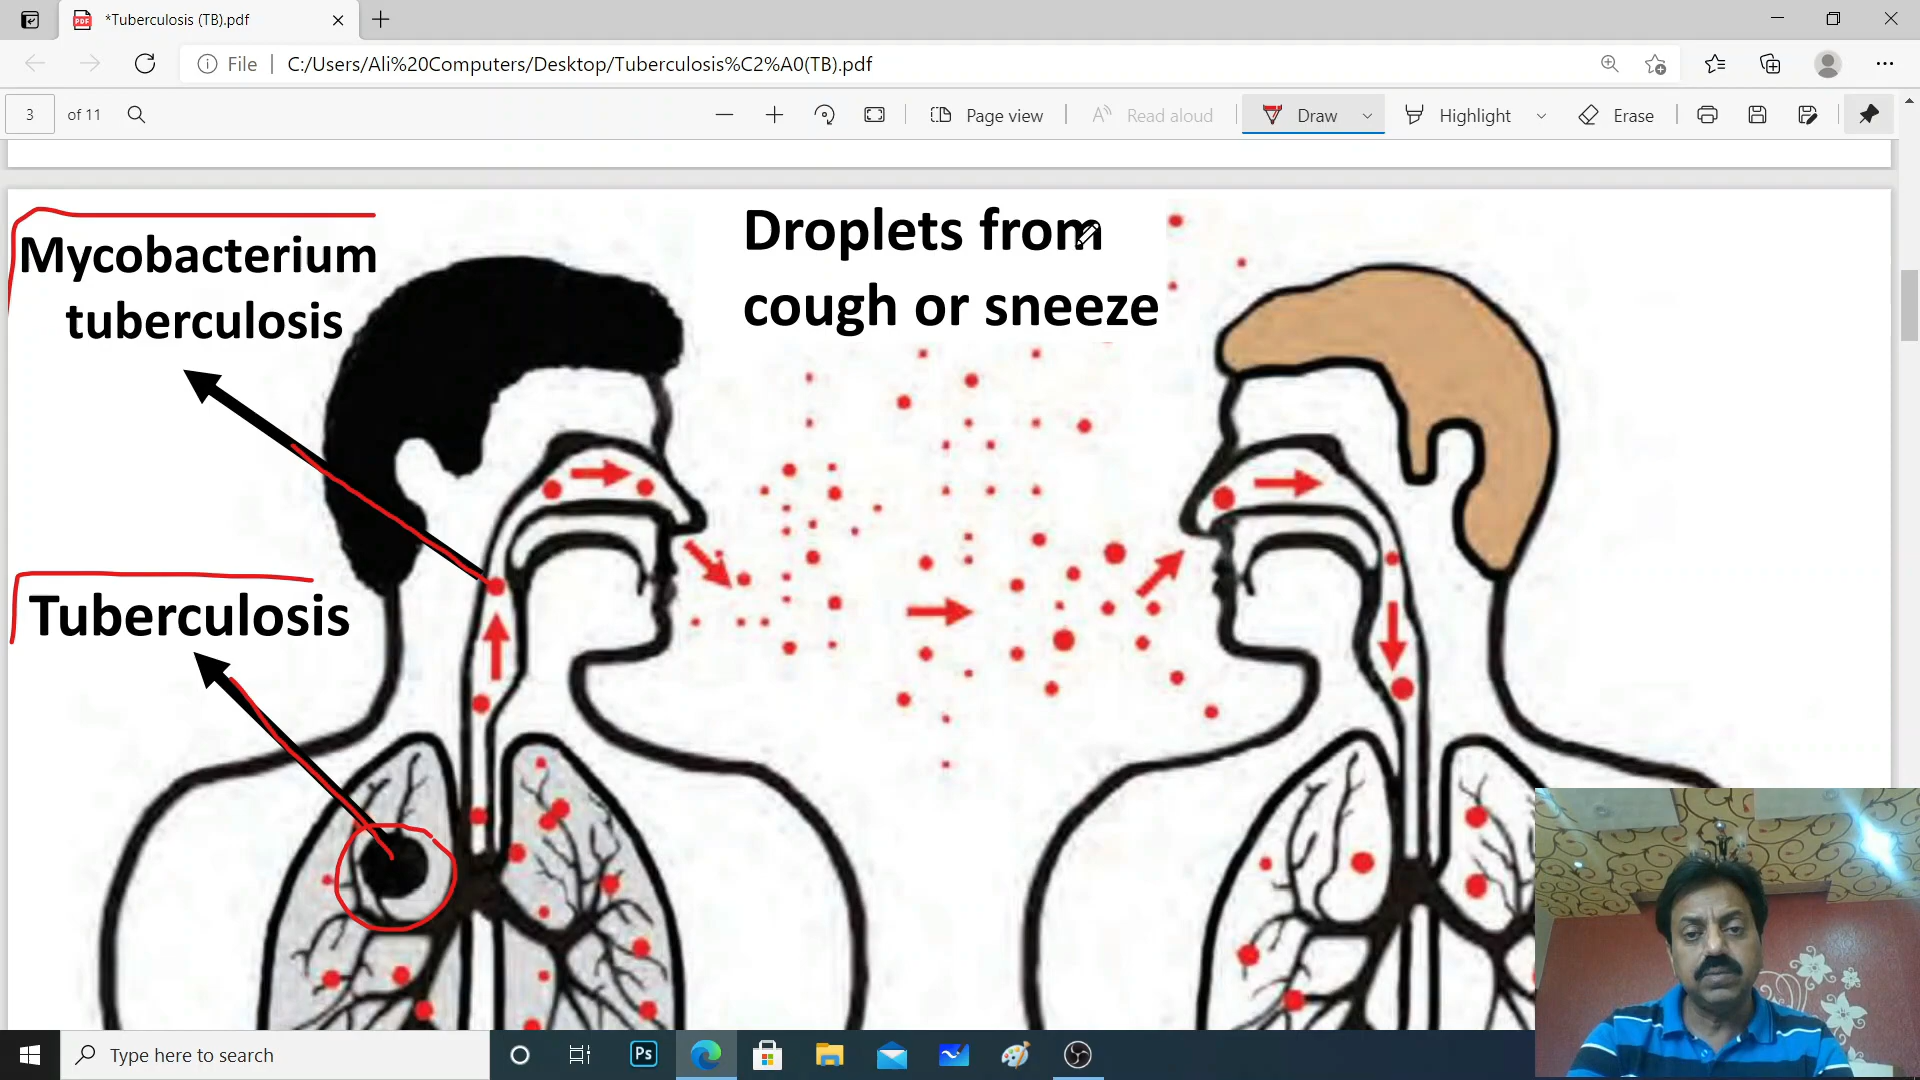 *Tuberculosis (TB).pdf
File
C:/Users/Ali%20Computers/Desktop/Tuberculosis%C2%A0(TB).pdf
3 of 11
Page view
Read aloud
Draw
Highlight
Erase
Mycobacterium
tuberculosis
Droplets from
cough or sneeze
Tuberculosis
Type here to search
Ps